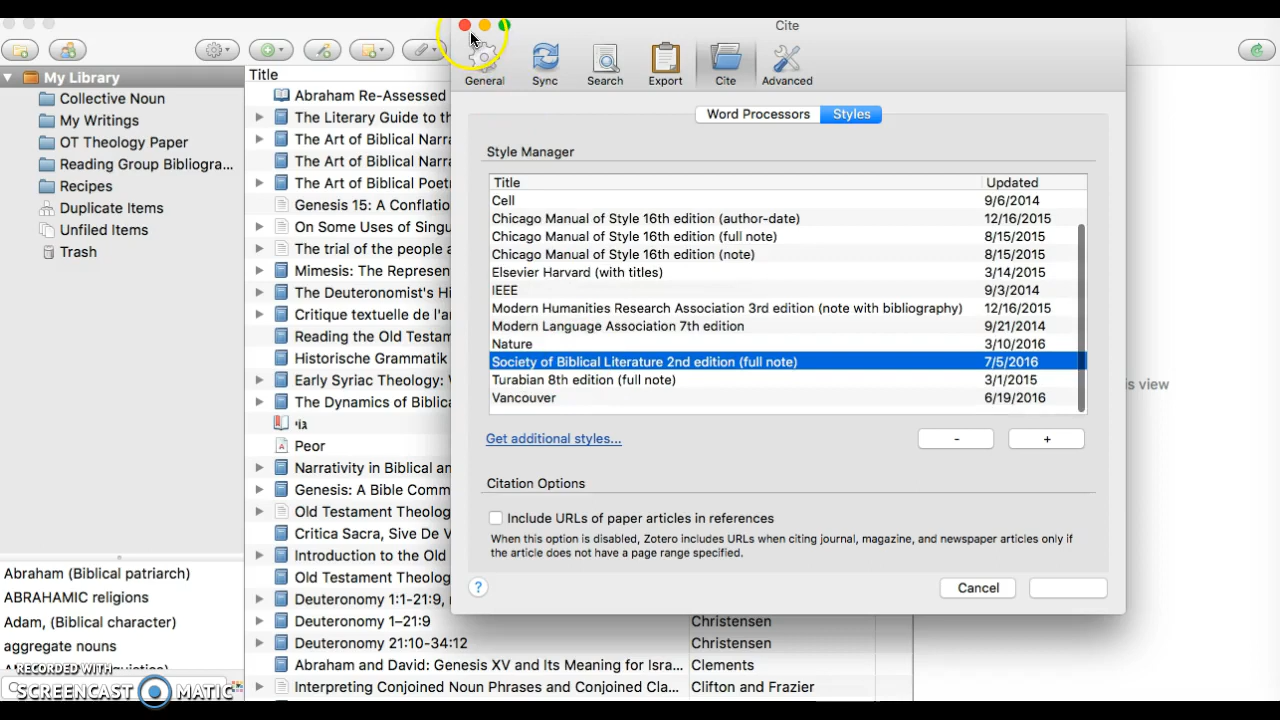 Cite
General
Sync
Search
Export
Cite
Advanced
Word Processors
Styles
Style Manager
Title Updated
Cell 9/6/2014
Chicago Manual of Style 16th edition (author-date) 12/16/2015
Chicago Manual of Style 16th edition (full note) 8/15/2015
Chicago Manual of Style 16th edition (note) 8/15/2015
Elsevier Harvard (with titles) 3/14/2015
IEEE 9/3/2014
Modern Humanities Research Association 3rd edition (note with bibliography) 12/16/2015
Modern Language Association 7th edition 9/21/2014
Nature 3/10/2016
Society of Biblical Literature 2nd edition (full note) 7/5/2016
Turabian 8th edition (full note) 3/1/2015
Vancouver 6/19/2016
Get additional styles...
-
+
Citation Options
Include URLs of paper articles in references
When this option is disabled, Zotero includes URLs when citing journal, magazine, and newspaper articles only if
the article does not have a page range specified.
?
Cancel
My Library
Collective Noun
My Writings
OT Theology Paper
Reading Group Bibliogra...
Recipes
Duplicate Items
Unfiled Items
Trash
Title
Abraham Re-Assessed
The Literary Guide to th
The Art of Biblical Narra
The Art of Biblical Narra
The Art of Biblical Poet
Genesis 15: A Conflatio
On Some Uses of Singu
The trial of the people a
Mimesis: The Represen
The Deuteronomist's Hi
Critique textuelle de l'a
Reading the Old Testam
Historische Grammatik
Early Syriac Theology:
The Dynamics of Biblica
גּוֹי
Peor
Narrativity in Biblical an
Genesis: A Bible Comm
Old Testament Theolog
Critica Sacra, Sive De V
Introduction to the Old
Old Testament Theolog
Deuteronomy 1:1-21:9,
Deuteronomy 1–21:9 Christensen
Deuteronomy 21:10-34:12 Christensen
Abraham and David: Genesis XV and Its Meaning for Isra... Clements
Interpreting Conjoined Noun Phrases and Conjoined Cla... Clifton and Frazier
s view
Abraham (Biblical patriarch)
ABRAHAMIC religions
Adam, (Biblical character)
aggregate nouns
RECORDED WITH
SCREENCAST MATIC